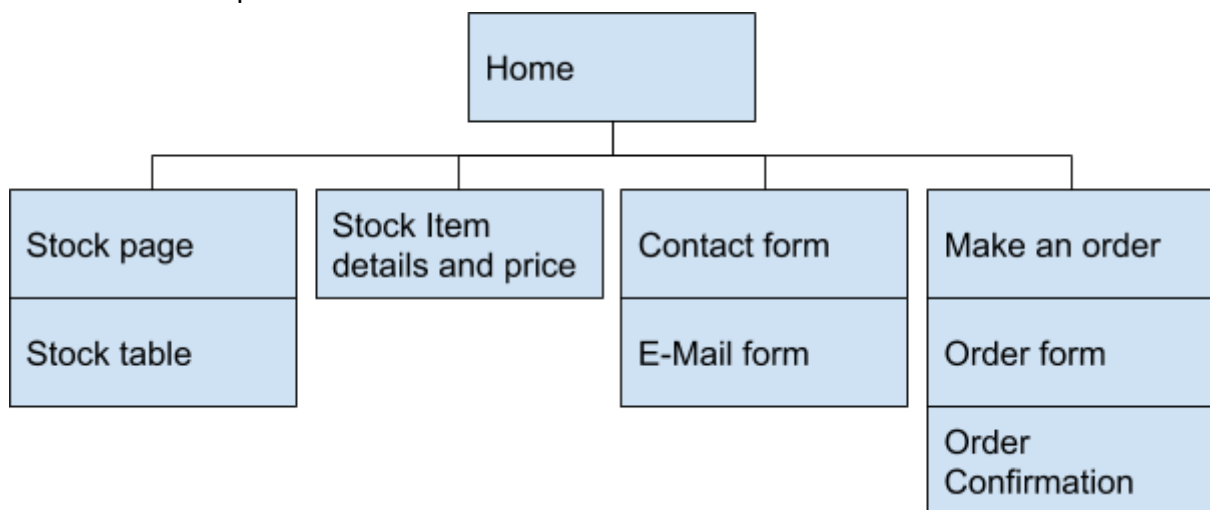 Home
Stock page
Stock Item
details and price
Contact form
Make an order
Stock table
E-Mail form
Order form
Order
Confirmation